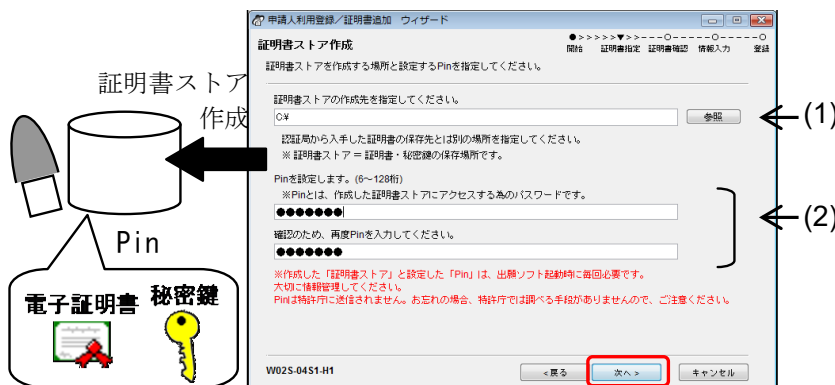 申請人利用登録／証明書追加　ウィザード
証明書ストア作成
●>>>>>▼>>---○-----○-----○
開始 証明書指定 証明書確認 情報入力 登録
証明書ストアを作成する場所と設定するPinを指定してください。
証明書ストア
作成
証明書ストアの作成先を指定してください。
C:¥
参照
(1)
認証局から入手した証明書の保存先とは別の場所を指定してください。
※ 証明書ストア＝証明書・秘密鍵の保存場所です。
Pinを設定します。(6～128桁)
※Pinとは、作成した証明書ストアにアクセスする為のパスワードです。
●●●●●●●
(2)
確認のため、再度Pinを入力してください。
●●●●●●●
※作成した「証明書ストア」と設定した「Pin」は、出願ソフト起動時に毎回必要です。
大切に情報管理してください。
Pinは特許庁に送信されません。お忘れの場合、特許庁では調べる手段がありませんので、ご注意ください。
Pin
電子証明書
秘密鍵
W02S-04S1-H1
<戻る
次へ >
キャンセル